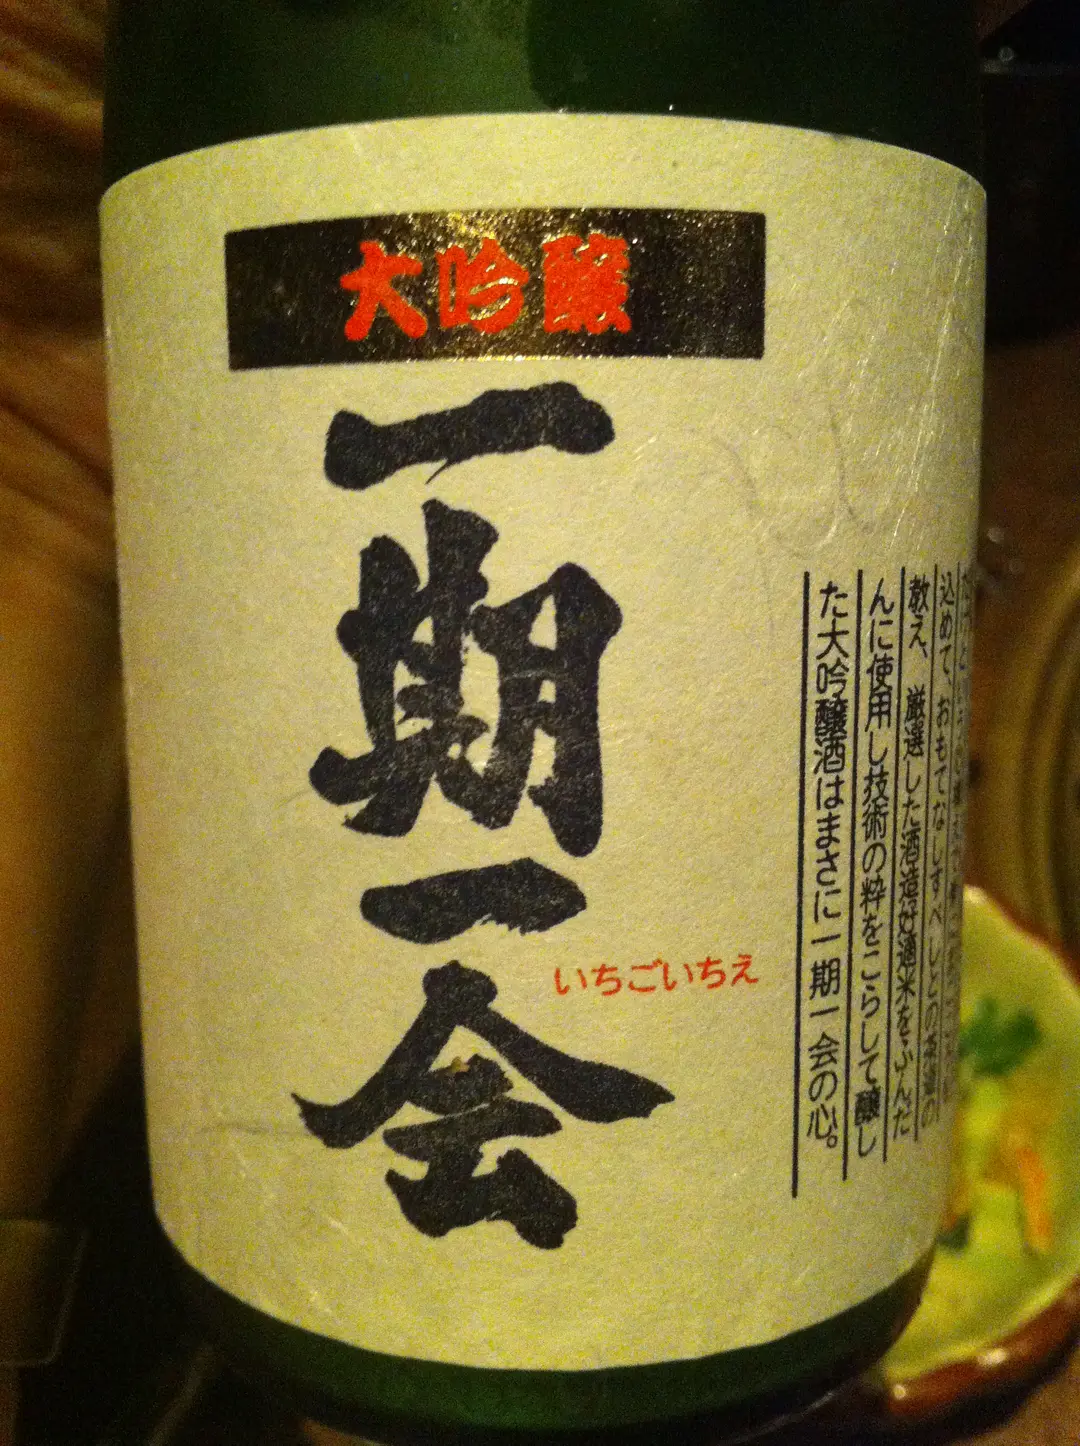 大吟醸
一期一会
いちごいちえ
込めて、おもてなしすべしとの茶道の
教え、厳選した酒造好適米をふんだ
んに使用し技術の粋をこらして醸し
た大吟醸酒はまさに一期一会の心。